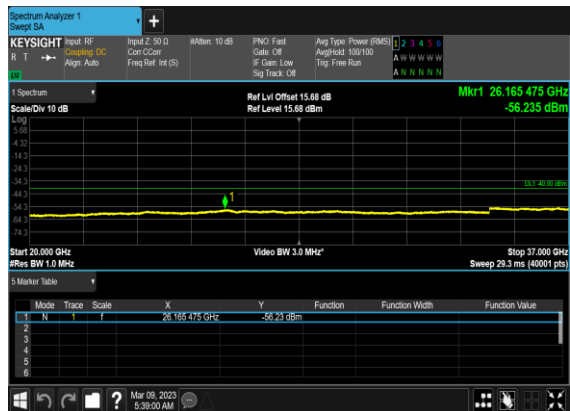 Spectrum Analyzer 1
Swept SA
+
KEYSIGHT Input: RF Input Z: 50 Ω #Atten: 10 dB PNO: Fast Avg Type: Power (RMS) 1 2 3 4 5 6
R T Coupling: DC Corr CCorr Gate: Off Avg|Hold: 100/100 A W W W W W
Align: Auto Freq Ref: Int (S) IF Gain: Low Trig: Free Run
Sig Track: Off A N N N N N
1 Spectrum Ref Lvl Offset 15.68 dB Mkr1 26.165 475 GHz
Scale/Div 10 dB Ref Level 15.68 dBm -56.235 dBm
Log
5.68
-4.32
-14.3
-24.3
-34.3
DL1 -40.00 dBm
-44.3
1
-54.3
-64.3
-74.3
Start 20.000 GHz Video BW 3.0 MHz* Stop 37.000 GHz
#Res BW 1.0 MHz Sweep 29.3 ms (40001 pts)
5 Marker Table
Mode Trace Scale X Y Function Function Width Function Value
1 N 1 f 26.165 475 GHz -56.23 dBm
2
3
4
5
6
? Mar 09, 2023
5:39:00 AM